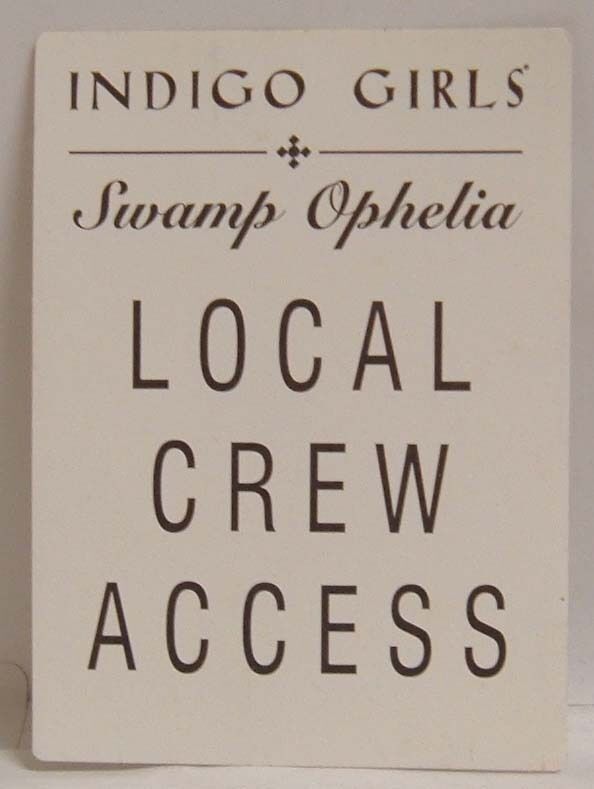 INDIGO GIRLS
Swamp Ophelia
LOCAL
CREW
ACCESS